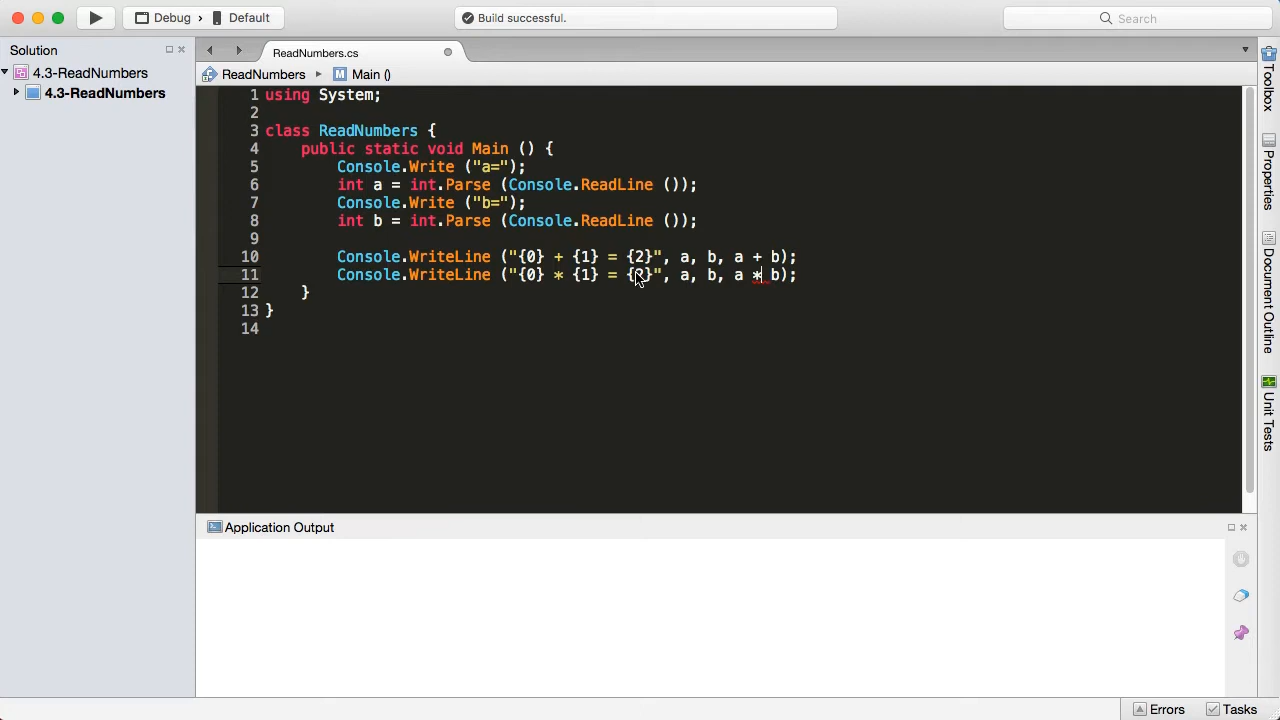 Debug > Default
Build successful.
Search
Solution
4.3-ReadNumbers
4.3-ReadNumbers
ReadNumbers.cs
ReadNumbers ▸ M Main ()
1 using System;
2
3 class ReadNumbers {
4 public static void Main () {
5 Console.Write ("a=");
6 int a = int.Parse (Console.ReadLine ());
7 Console.Write ("b=");
8 int b = int.Parse (Console.ReadLine ());
9
10 Console.WriteLine ("{0} + {1} = {2}", a, b, a + b);
11 Console.WriteLine ("{0} * {1} = {2}", a, b, a * b);
12 }
13 }
14
Toolbox
Properties
Document Outline
Unit Tests
Application Output
Errors
Tasks